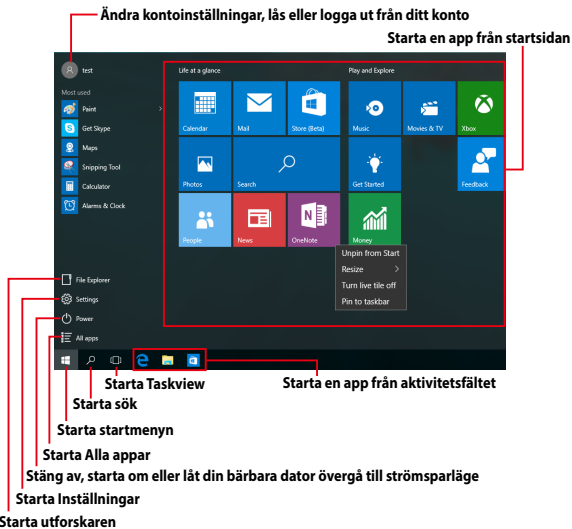 Ändra kontoinställningar, lås eller logga ut från ditt konto
Starta en app från startsidan
test
Life at a glance
Play and Explore
Most used
Paint
Get Skype
Maps
Snipping Tool
Calculator
Alarms & Clock
Calendar
Mail
Store (Beta)
Music
Movies & TV
Xbox
Photos
Search
Get Started
Feedback
People
News
OneNote
Money
Unpin from Start
Resize
Turn live tile off
Pin to taskbar
File Explorer
Settings
Power
All apps
Starta Taskview
Starta en app från aktivitetsfältet
Starta sök
Starta startmenyn
Starta Alla appar
Stäng av, starta om eller låt din bärbara dator övergå till strömsparläge
Starta Inställningar
Starta utforskaren